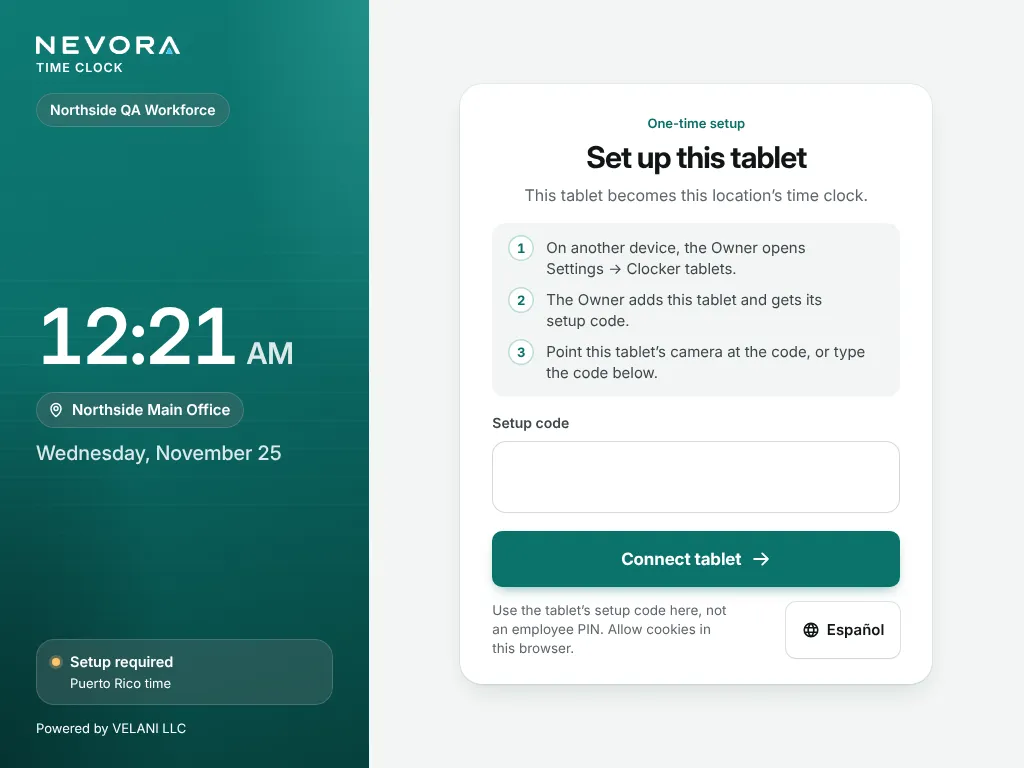 NEVORA
TIME CLOCK
Northside QA Workforce
12:21 AM
Northside Main Office
Wednesday, November 25
Setup required
Puerto Rico time
Powered by VELANI LLC
One-time setup
Set up this tablet
This tablet becomes this location’s time clock.
1 On another device, the Owner opens
Settings → Clocker tablets.
2 The Owner adds this tablet and gets its
setup code.
3 Point this tablet’s camera at the code, or type
the code below.
Setup code
Connect tablet →
Use the tablet’s setup code here, not
an employee PIN. Allow cookies in
this browser.
Español